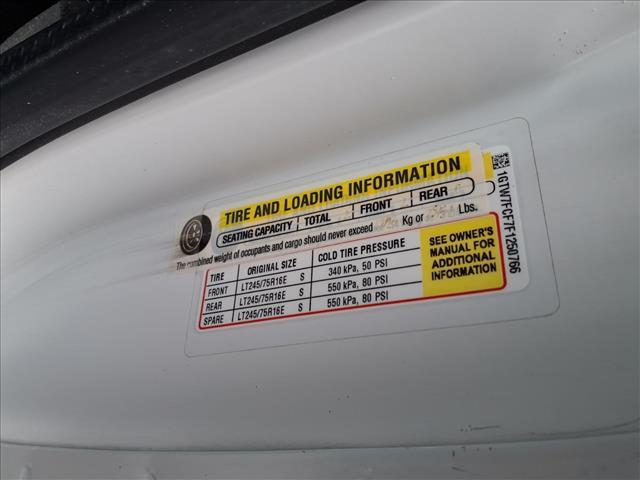 TIRE AND LOADING INFORMATION
SEATING CAPACITY TOTAL FRONT REAR
The combined weight of occupants and cargo should never exceed Kg or Lbs.
TIRE ORIGINAL SIZE COLD TIRE PRESSURE
FRONT LT245/75R16E S 340 kPa, 50 PSI
REAR LT245/75R16E S 550 kPa, 80 PSI
SPARE LT245/75R16E S 550 kPa, 80 PSI
SEE OWNER'S
MANUAL FOR
ADDITIONAL
INFORMATION
1GTW7FCF7F1250766